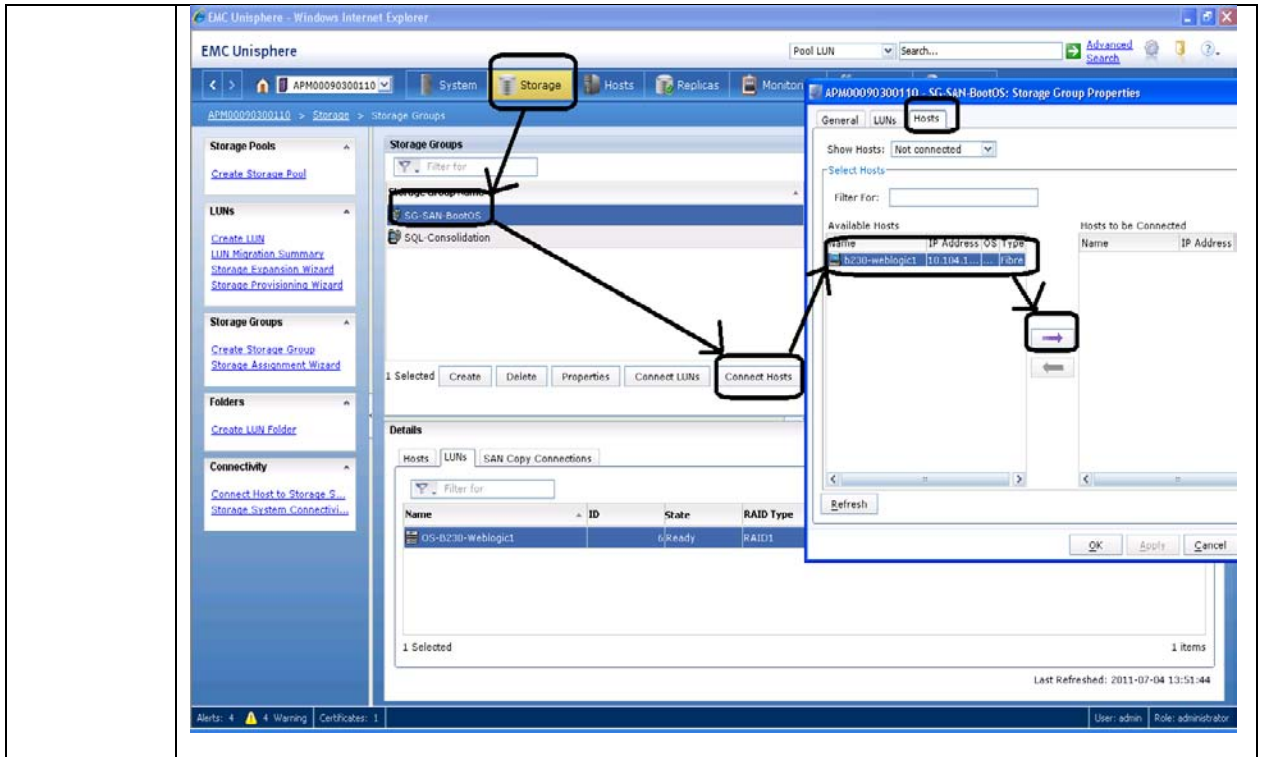 EMC Unisphere - Windows Internet Explorer
EMC Unisphere
Pool LUN
Search...
Advanced Search
APM00090300110
System
Storage
Hosts
Replicas
Monitori
APM00090300110 > Storage > Storage Groups
Storage Pools
Create Storage Pool
LUNs
Create LUN
LUN Migration Summary
Storage Expansion Wizard
Storage Provisioning Wizard
Storage Groups
Create Storage Group
Storage Assignment Wizard
Folders
Create LUN Folder
Connectivity
Connect Host to Storage S...
Storage System Connectivi...
Storage Groups
Filter for
Storage Group Name
SG-SAN-BootOS
SQL-Consolidation
1 Selected Create Delete Properties Connect LUNs Connect Hosts
Details
Hosts LUNs SAN Copy Connections
Filter for
Name ID State RAID Type
OS-B230-Weblogic1 6 Ready RAID1
1 Selected 1 items
Last Refreshed: 2011-07-04 13:51:44
APM00090300110 - SG-SAN-BootOS: Storage Group Properties
General LUNs Hosts
Show Hosts: Not connected
Select Hosts
Filter For:
Available Hosts
Name IP Address OS Type
b230-weblogic1 10.104.1... ... Fibre
Hosts to be Connected
Name IP Address
Refresh
OK Apply Cancel
Alerts: 4 4 Warning Certificates: 1
User: admin Role: administrator